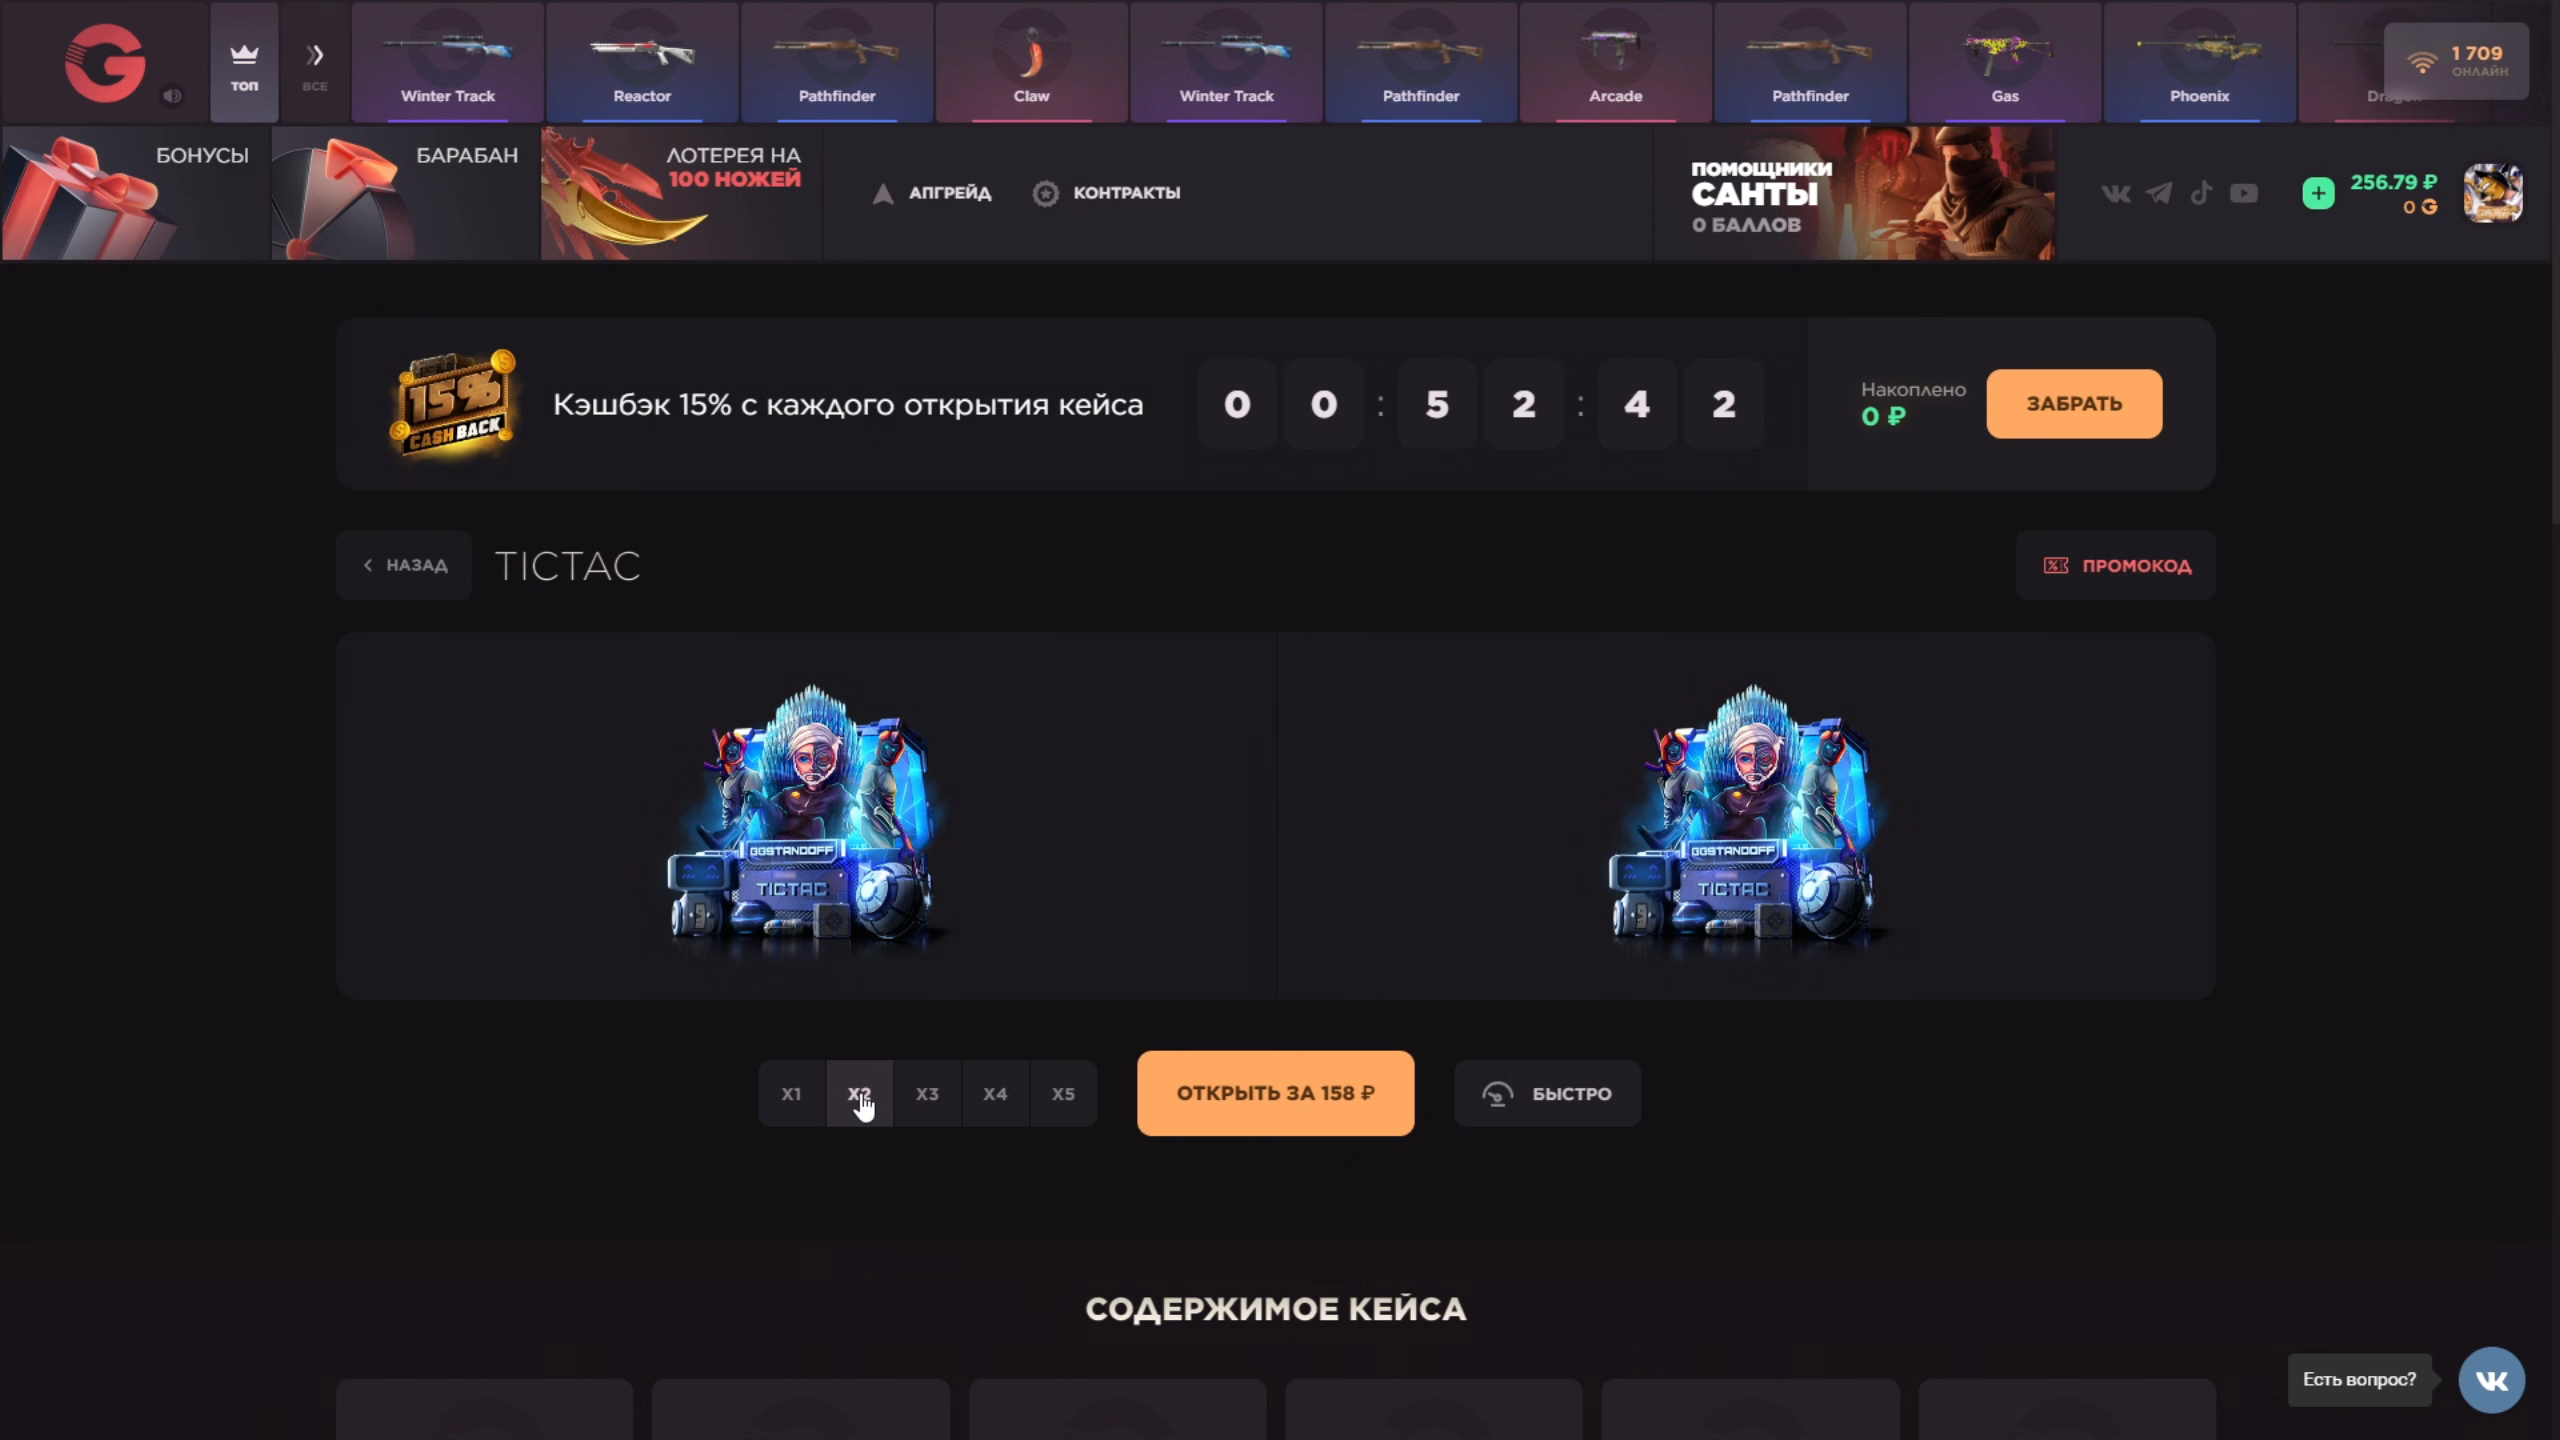 ТОП
ВСЕ
Winter Track
Reactor
Pathfinder
Claw
Winter Track
Pathfinder
Arcade
Pathfinder
Gas
Phoenix
1 709
ОНЛАЙН
БОНУСЫ
БАРАБАН
ЛОТЕРЕЯ НА
100 НОЖЕЙ
АПГРЕЙД
КОНТРАКТЫ
ПОМОЩНИКИ
САНТЫ
0 БАЛЛОВ
256.79 ₽
0 G
15%
CASH BACK
Кэшбэк 15% с каждого открытия кейса
0 0 : 5 2 : 4 2
Накоплено
0 ₽
ЗАБРАТЬ
НАЗАД
TICTAC
ПРОМОКОД
GGSTANDOFF
TICTAC
GGSTANDOFF
TICTAC
X1
X2
X3
X4
X5
ОТКРЫТЬ ЗА 158 ₽
БЫСТРО
СОДЕРЖИМОЕ КЕЙСА
Есть вопрос?